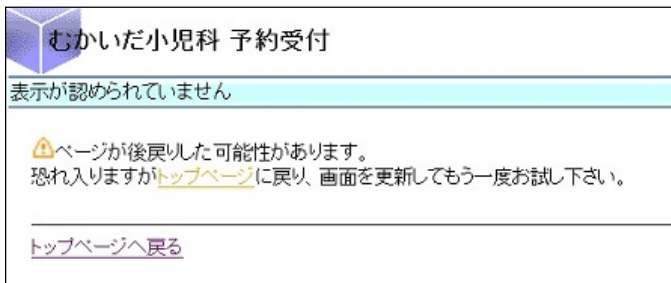 むかいだ小児科 予約受付
表示が認められていません
ページが後戻りした可能性があります。
恐れ入りますがトップページに戻り、画面を更新してもう一度お試し下さい。
トップページへ戻る